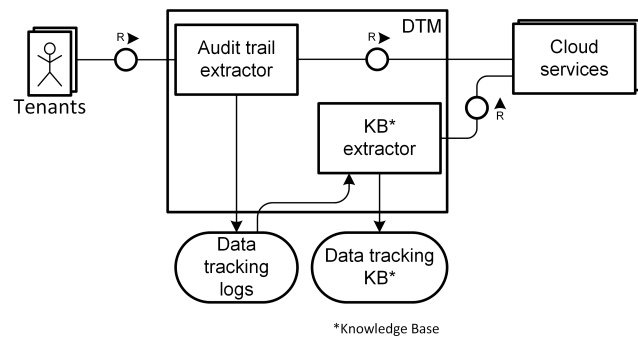 DTM
R
Audit trail
extractor
R
Cloud
services
Tenants
R
KB*
extractor
Data
tracking
logs
Data tracking
KB*
*Knowledge Base